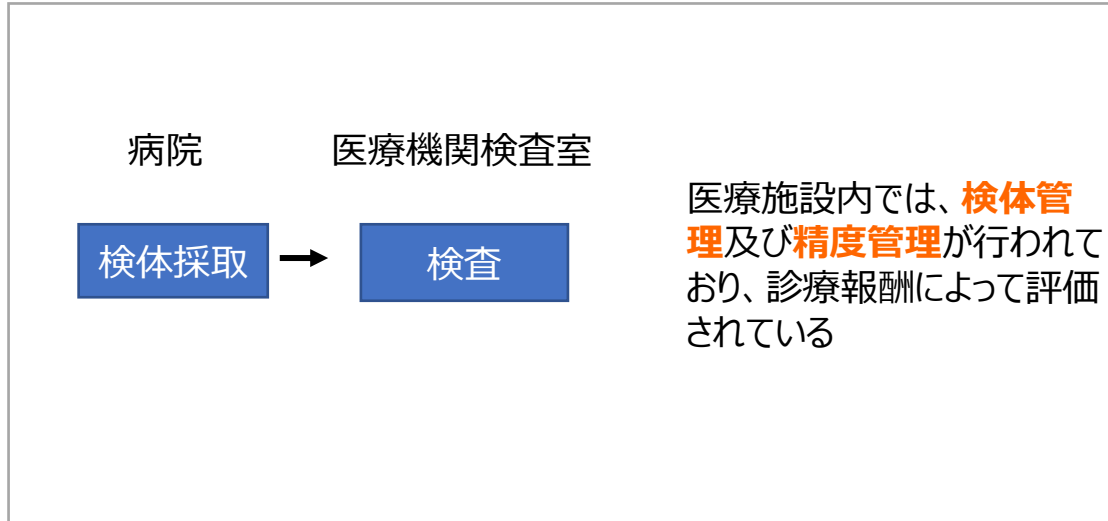 病院
医療機関検査室
検体採取
検査
医療施設内では、検体管
理及び精度管理が行われて
おり、診療報酬によって評価
されている